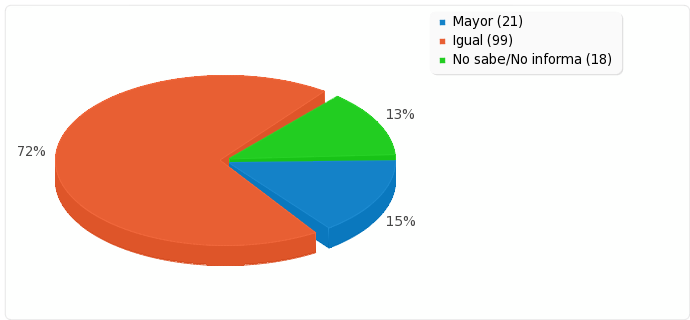 Mayor (21)
Igual (99)
No sabe/No informa (18)
13%
72%
15%